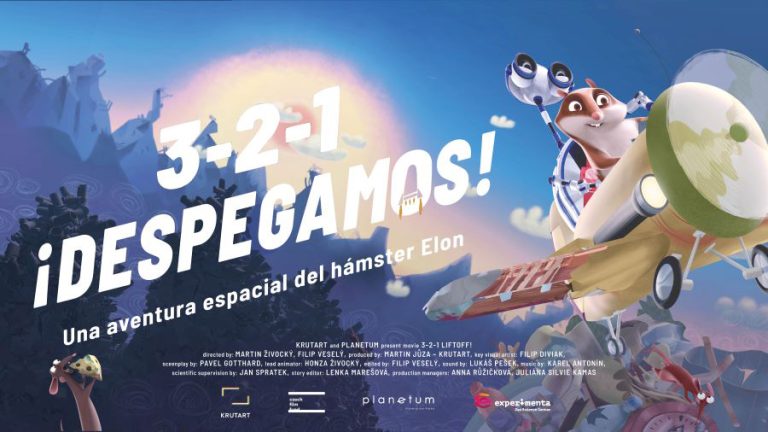 3-2-1
¡DESPEGAMOS!
Una aventura espacial del hámster Elon
KRUTART and PLANETUM present movie 3-2-1 LIFTOFF!
directed by: MARTIN ŽIVOCKÝ, FILIP VESELÝ, produced by: MARTIN JŮZA – KRUTART, key visual artist: FILIP DIVIAK,
screenplay by: PAVEL GOTTHARD, lead animator: HONZA ŽIVOCKÝ, edited by: FILIP VESELÝ, sound by: LUKÁŠ PEŠEK, music by: KAREL ANTONÍN,
scientific supervision by: JAN SPRATEK, story editor: LENKA MAREŠOVÁ, production managers: ANNA RŮŽIČKOVÁ, JULIANA SILVIE KAMAS
KRUTART
czech film fund
planetum
experimenta